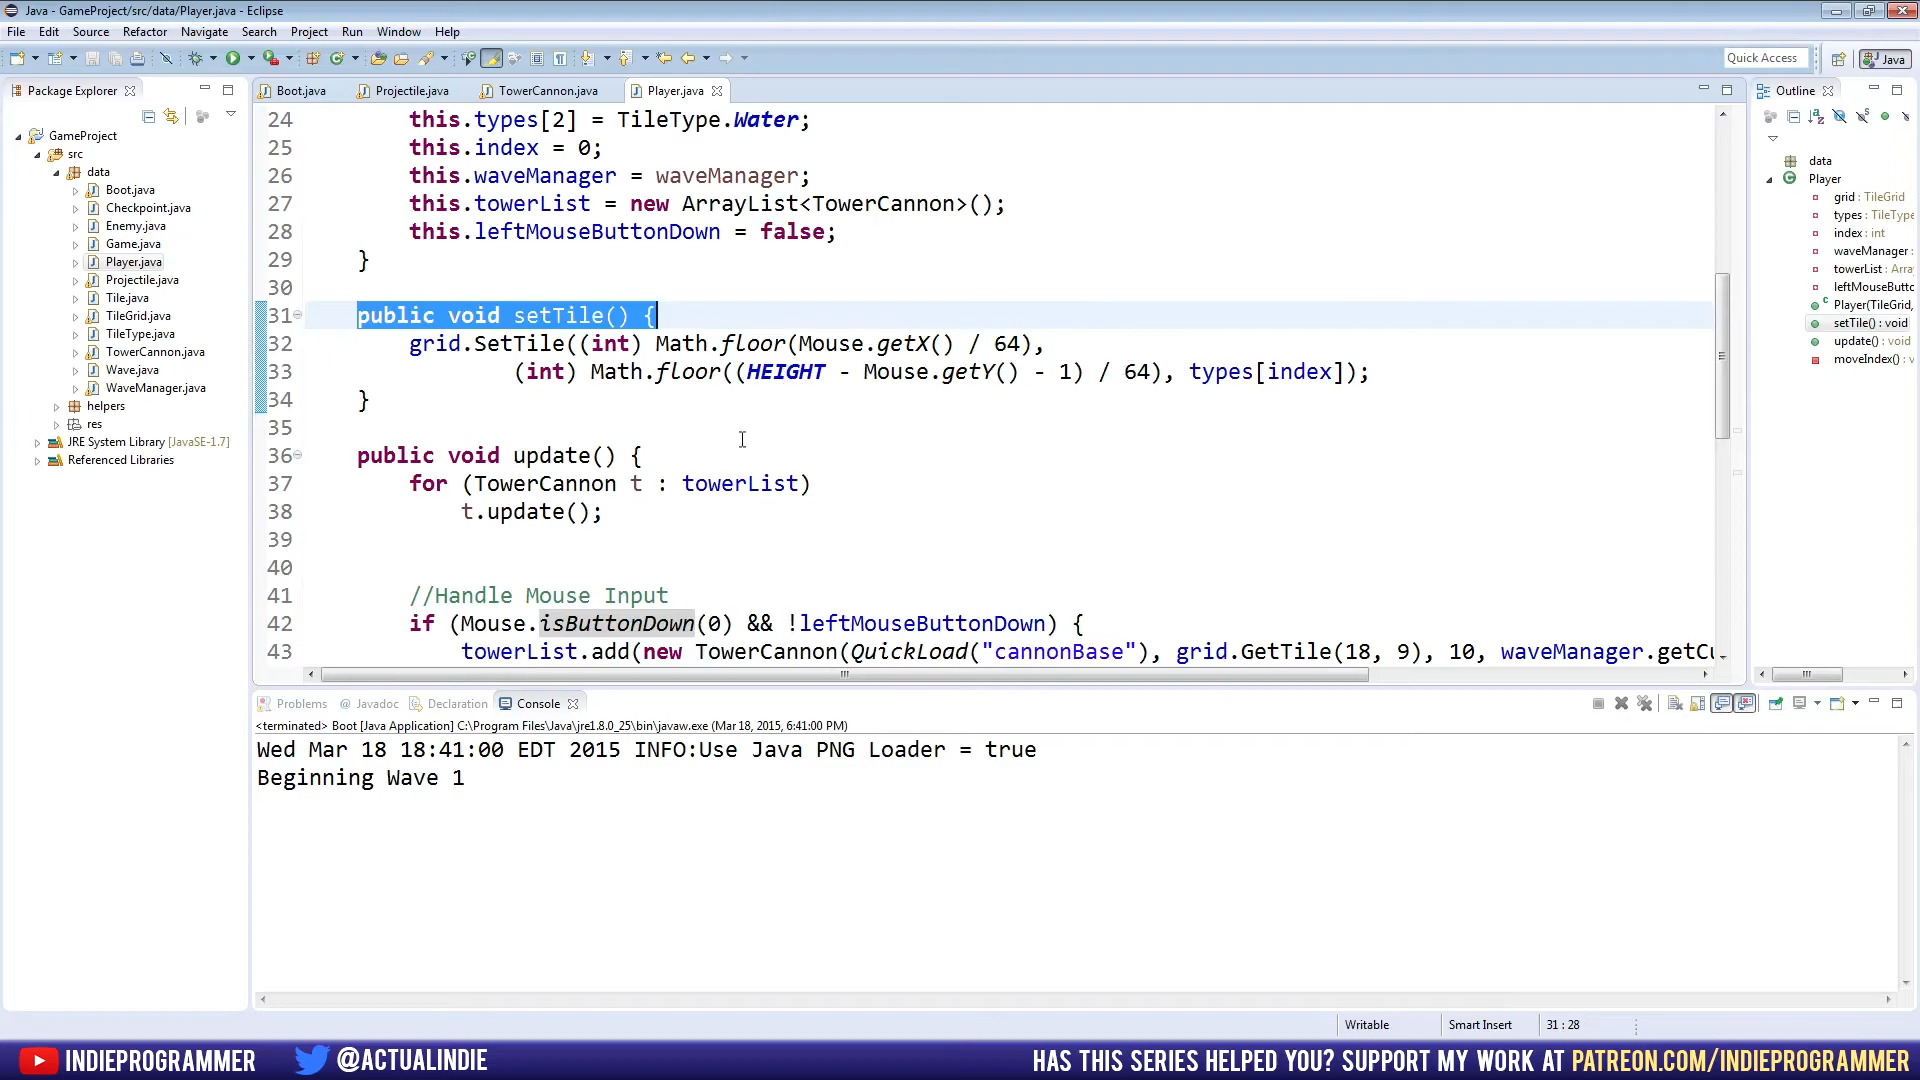 Java - GameProject/src/data/Player.java - Eclipse
File Edit Source Refactor Navigate Search Project Run Window Help
Quick Access
Java
Package Explorer
GameProject
src
data
Boot.java
Checkpoint.java
Enemy.java
Game.java
Player.java
Projectile.java
Tile.java
TileGrid.java
TileType.java
TowerCannon.java
Wave.java
WaveManager.java
helpers
res
JRE System Library [JavaSE-1.7]
Referenced Libraries
Boot.java Projectile.java TowerCannon.java Player.java
24 this.types[2] = TileType.Water;
25 this.index = 0;
26 this.waveManager = waveManager;
27 this.towerList = new ArrayList<TowerCannon>();
28 this.leftMouseButtonDown = false;
29 }
30
31 public void setTile() {
32 grid.SetTile((int) Math.floor(Mouse.getX() / 64),
33 (int) Math.floor((HEIGHT - Mouse.getY() - 1) / 64), types[index]);
34 }
35
36 public void update() {
37 for (TowerCannon t : towerList)
38 t.update();
39
40
41 //Handle Mouse Input
42 if (Mouse.isButtonDown(0) && !leftMouseButtonDown) {
43 towerList.add(new TowerCannon(QuickLoad("cannonBase"), grid.GetTile(18, 9), 10, waveManager.getCu
Outline
data
Player
grid : TileGrid
types : TileType
index : int
waveManager :
towerList : Array
leftMouseButto
Player(TileGrid,
setTile() : void
update() : void
moveIndex() : v
Problems @ Javadoc Declaration Console
<terminated> Boot [Java Application] C:\Program Files\Java\jre1.8.0_25\bin\javaw.exe (Mar 18, 2015, 6:41:00 PM)
Wed Mar 18 18:41:00 EDT 2015 INFO:Use Java PNG Loader = true
Beginning Wave 1
Writable Smart Insert 31 : 28
INDIEPROGRAMMER @ACTUALINDIE HAS THIS SERIES HELPED YOU? SUPPORT MY WORK AT PATREON.COM/INDIEPROGRAMMER